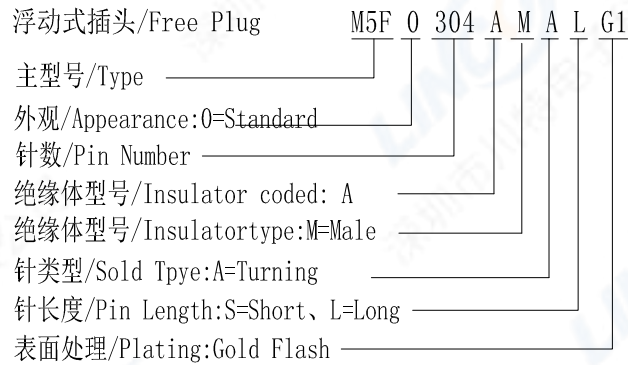 浮动式插头/Free Plug M5F 0 304 A M A L G1
主型号/Type
外观/Appearance:0=Standard
针数/Pin Number
绝缘体型号/Insulator coded: A
绝缘体型号/Insulatortype:M=Male
针类型/Sold Tpye:A=Turning
针长度/Pin Length:S=Short、L=Long
表面处理/Plating:Gold Flash